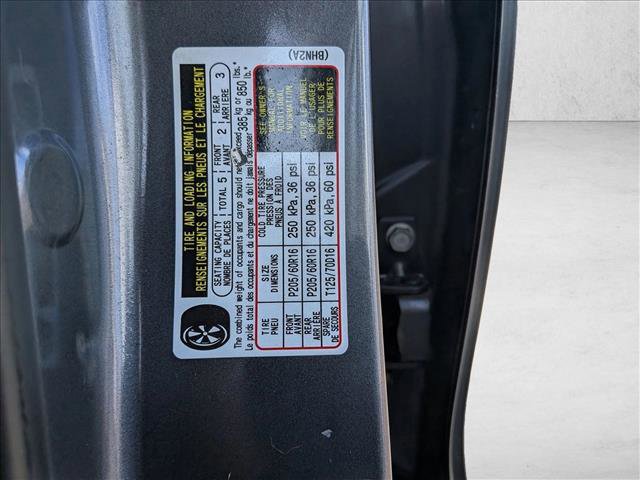 TIRE AND LOADING INFORMATION
RENSEIGNEMENTS SUR LES PNEUS ET LE CHARGEMENT
SEATING CAPACITY TOTAL 5 FRONT 2 REAR 3
NOMBRE DE PLACES AVANT ARRIÈRE
The combined weight of occupants and cargo should never exceed 385 kg or 850 lbs.
Le poids total des occupants et du chargement ne doit jamais dépasser kg ou lb.
TIRE SIZE COLD TIRE PRESSURE
PNEU DIMENSIONS PRESSION DES PNEUS A FROID
FRONT AVANT P205/60R16 250 kPa, 36 psi
REAR ARRIÈRE P205/60R16 250 kPa, 36 psi
SPARE DE SECOURS T125/70D16 420 kPa, 60 psi
SEE OWNER'S
MANUAL FOR
ADDITIONAL
INFORMATION.
VOIR LE MANUEL
DE L'USAGER
POUR PLUS DE
RENSEIGNEMENTS
(BHN2A)